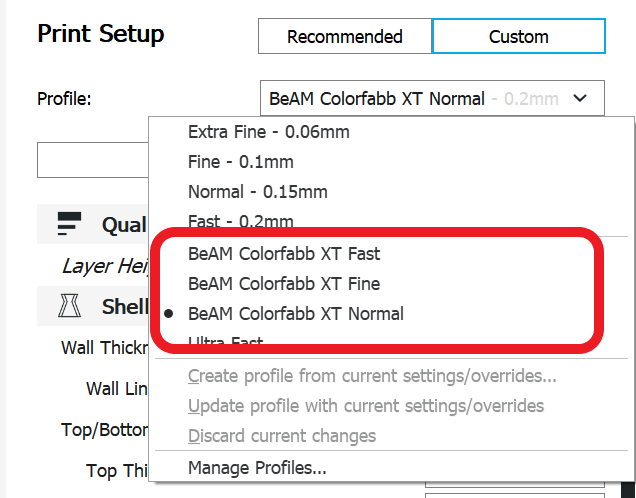 Print Setup
Recommended
Custom
Profile:
BeAM Colorfabb XT Normal - 0.2mm
Extra Fine - 0.06mm
Fine - 0.1mm
Normal - 0.15mm
Fast - 0.2mm
Qual
BeAM Colorfabb XT Fast
Layer Hei
BeAM Colorfabb XT Fine
Shell
BeAM Colorfabb XT Normal
Wall Thickn
Ultra Fast
Create profile from current settings/overrides...
Wall Lin
Update profile with current settings/overrides
Top/Bottom
Discard current changes
Top Thi
Manage Profiles...